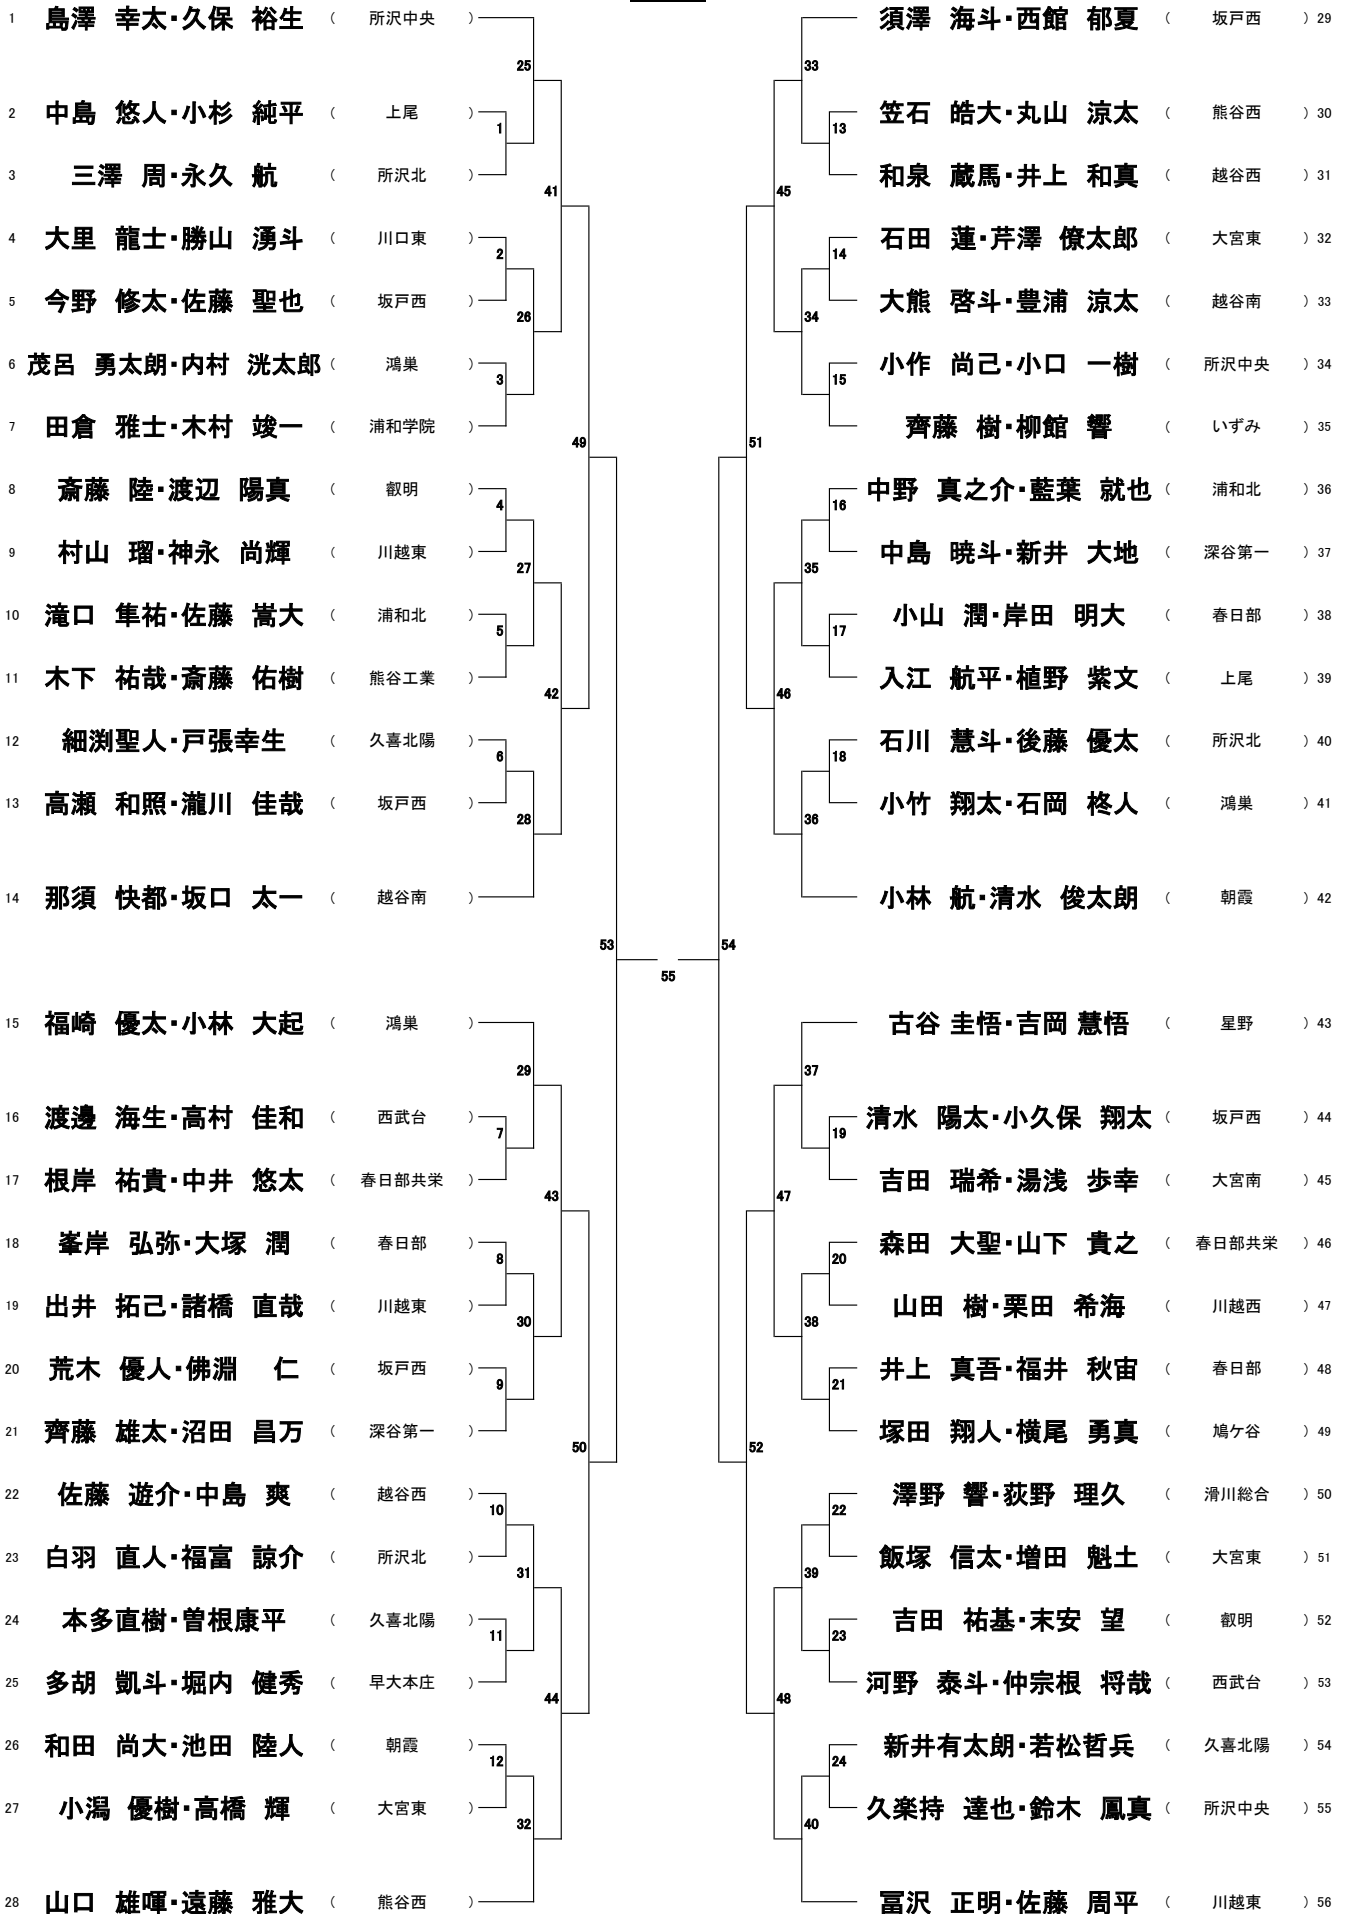 1 島澤 幸太・久保 裕生 ( 所沢中央 )
2 中島 悠人・小杉 純平 ( 上尾 )
3 三澤 周・永久 航 ( 所沢北 )
4 大里 龍士・勝山 湧斗 ( 川口東 )
5 今野 修太・佐藤 聖也 ( 坂戸西 )
6 茂呂 勇太朗・内村 洸太郎 ( 鴻巣 )
7 田倉 雅士・木村 竣一 ( 浦和学院 )
8 斎藤 陸・渡辺 陽真 ( 叡明 )
9 村山 瑠・神永 尚輝 ( 川越東 )
10 滝口 隼祐・佐藤 嵩大 ( 浦和北 )
11 木下 祐哉・斎藤 佑樹 ( 熊谷工業 )
12 細渕聖人・戸張幸生 ( 久喜北陽 )
13 高瀬 和照・瀧川 佳哉 ( 坂戸西 )
14 那須 快都・坂口 太一 ( 越谷南 )
15 福崎 優太・小林 大起 ( 鴻巣 )
16 渡邊 海生・高村 佳和 ( 西武台 )
17 根岸 祐貴・中井 悠太 ( 春日部共栄 )
18 峯岸 弘弥・大塚 潤 ( 春日部 )
19 出井 拓己・諸橋 直哉 ( 川越東 )
20 荒木 優人・佛淵 仁 ( 坂戸西 )
21 齊藤 雄太・沼田 昌万 ( 深谷第一 )
22 佐藤 遊介・中島 爽 ( 越谷西 )
23 白羽 直人・福富 諒介 ( 所沢北 )
24 本多直樹・曽根康平 ( 久喜北陽 )
25 多胡 凱斗・堀内 健秀 ( 早大本庄 )
26 和田 尚大・池田 陸人 ( 朝霞 )
27 小潟 優樹・高橋 輝 ( 大宮東 )
28 山口 雄暉・遠藤 雅大 ( 熊谷西 )
25
1
41
2
26
3
49
4
27
5
42
6
28
53
29
7
43
8
30
9
50
10
31
11
44
12
32
55
33
13
45
14
34
15
51
16
35
17
46
18
36
54
37
19
47
20
38
21
52
22
39
23
48
24
40
須澤 海斗・西館 郁夏 ( 坂戸西 ) 29
笠石 皓大・丸山 涼太 ( 熊谷西 ) 30
和泉 蔵馬・井上 和真 ( 越谷西 ) 31
石田 蓮・芹澤 僚太郎 ( 大宮東 ) 32
大熊 啓斗・豊浦 涼太 ( 越谷南 ) 33
小作 尚己・小口 一樹 ( 所沢中央 ) 34
齊藤 樹・柳館 響 ( いずみ ) 35
中野 真之介・藍葉 就也 ( 浦和北 ) 36
中島 暁斗・新井 大地 ( 深谷第一 ) 37
小山 潤・岸田 明大 ( 春日部 ) 38
入江 航平・植野 紫文 ( 上尾 ) 39
石川 慧斗・後藤 優太 ( 所沢北 ) 40
小竹 翔太・石岡 柊人 ( 鴻巣 ) 41
小林 航・清水 俊太朗 ( 朝霞 ) 42
古谷 圭悟・吉岡 慧悟 ( 星野 ) 43
清水 陽太・小久保 翔太 ( 坂戸西 ) 44
吉田 瑞希・湯浅 歩幸 ( 大宮南 ) 45
森田 大聖・山下 貴之 ( 春日部共栄 ) 46
山田 樹・栗田 希海 ( 川越西 ) 47
井上 真吾・福井 秋宙 ( 春日部 ) 48
塚田 翔人・横尾 勇真 ( 鳩ケ谷 ) 49
澤野 響・荻野 理久 ( 滑川総合 ) 50
飯塚 信太・増田 魁士 ( 大宮東 ) 51
吉田 祐基・末安 望 ( 叡明 ) 52
河野 泰斗・仲宗根 将哉 ( 西武台 ) 53
新井有太朗・若松哲兵 ( 久喜北陽 ) 54
久楽持 達也・鈴木 鳳真 ( 所沢中央 ) 55
冨沢 正明・佐藤 周平 ( 川越東 ) 56